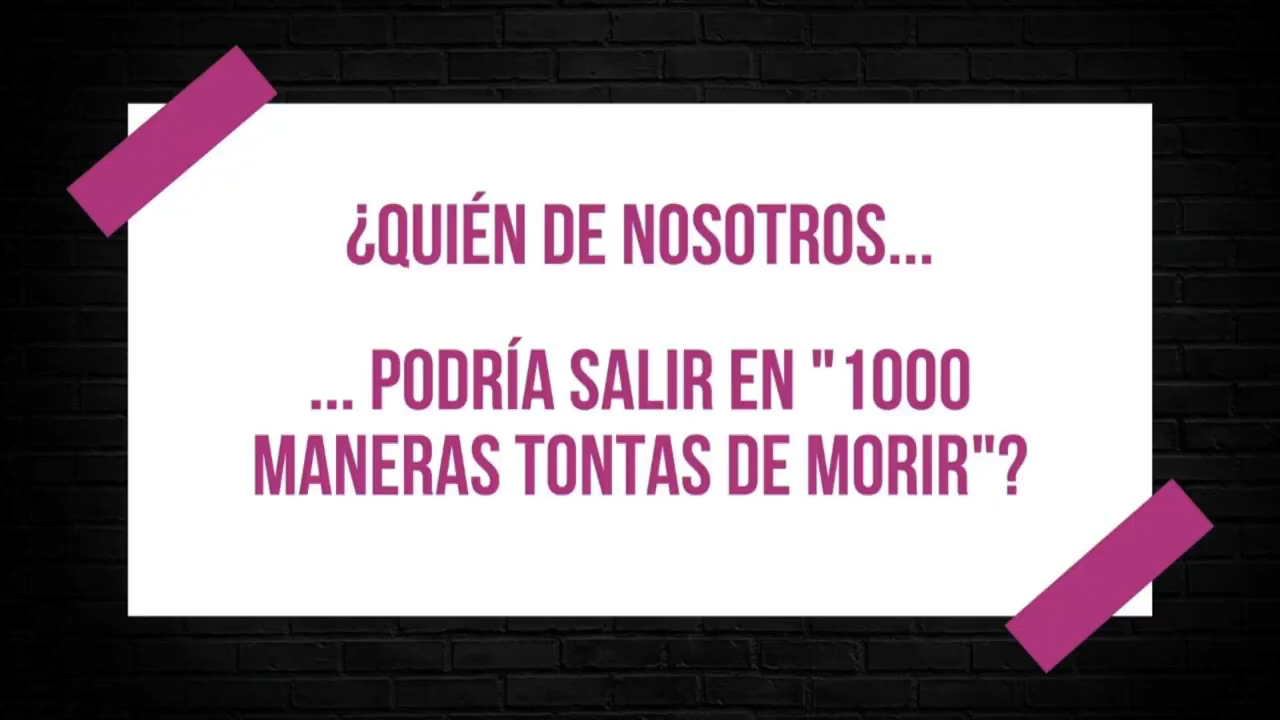 ¿QUIÉN DE NOSOTROS...
... PODRÍA SALIR EN "1000
MANERAS TONTAS DE MORIR"?